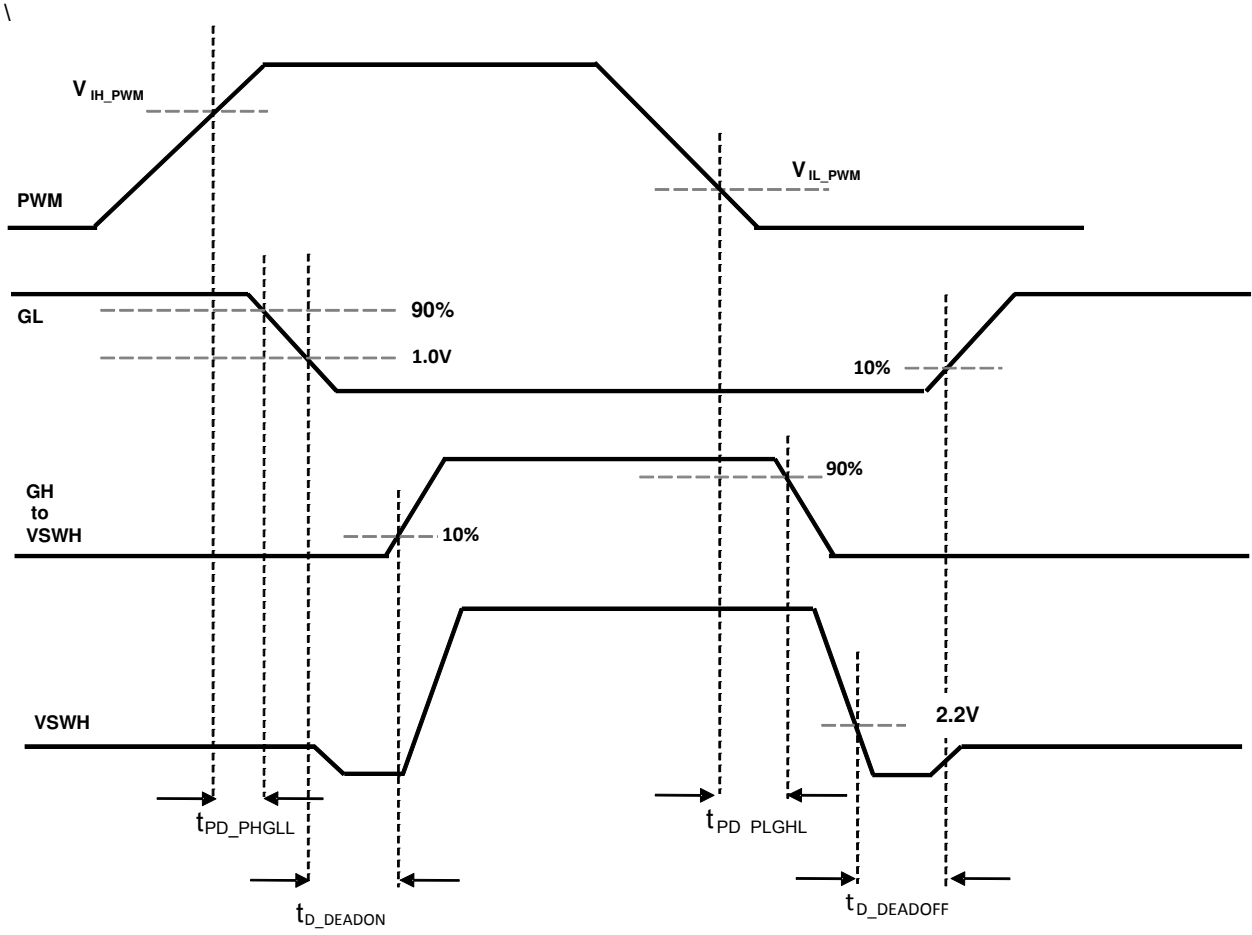 \
V IH_PWM
V IL_PWM
PWM
GL
90%
1.0V
10%
GH
to
VSWH
90%
10%
VSWH
2.2V
tPD_PHGLL
tPD PLGHL
tD_DEADON
tD_DEADOFF